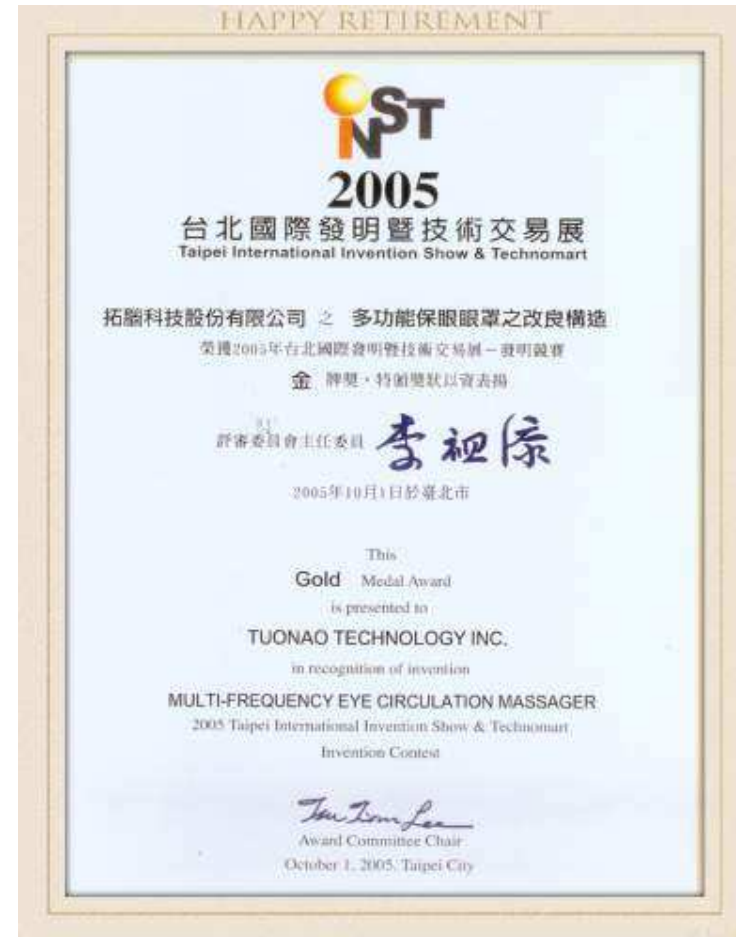 HAPPY RETIREMENT
iNST
2005
台北國際發明暨技術交易展
Taipei International Invention Show & Technomart
拓腦科技股份有限公司 之 多功能保眼眼罩之改良構造
榮獲2005年台北國際發明暨技術交易展－發明競賽
金 牌獎，特頒獎狀以資表揚
評審委員會主任委員 李祖添
2005年10月1日於臺北市
This
Gold Medal Award
is presented to
TUONAO TECHNOLOGY INC.
in recognition of invention
MULTI-FREQUENCY EYE CIRCULATION MASSAGER
2005 Taipei International Invention Show & Technomart
Invention Contest
Tsu Tian Lee
Award Committee Chair
October 1, 2005, Taipei City